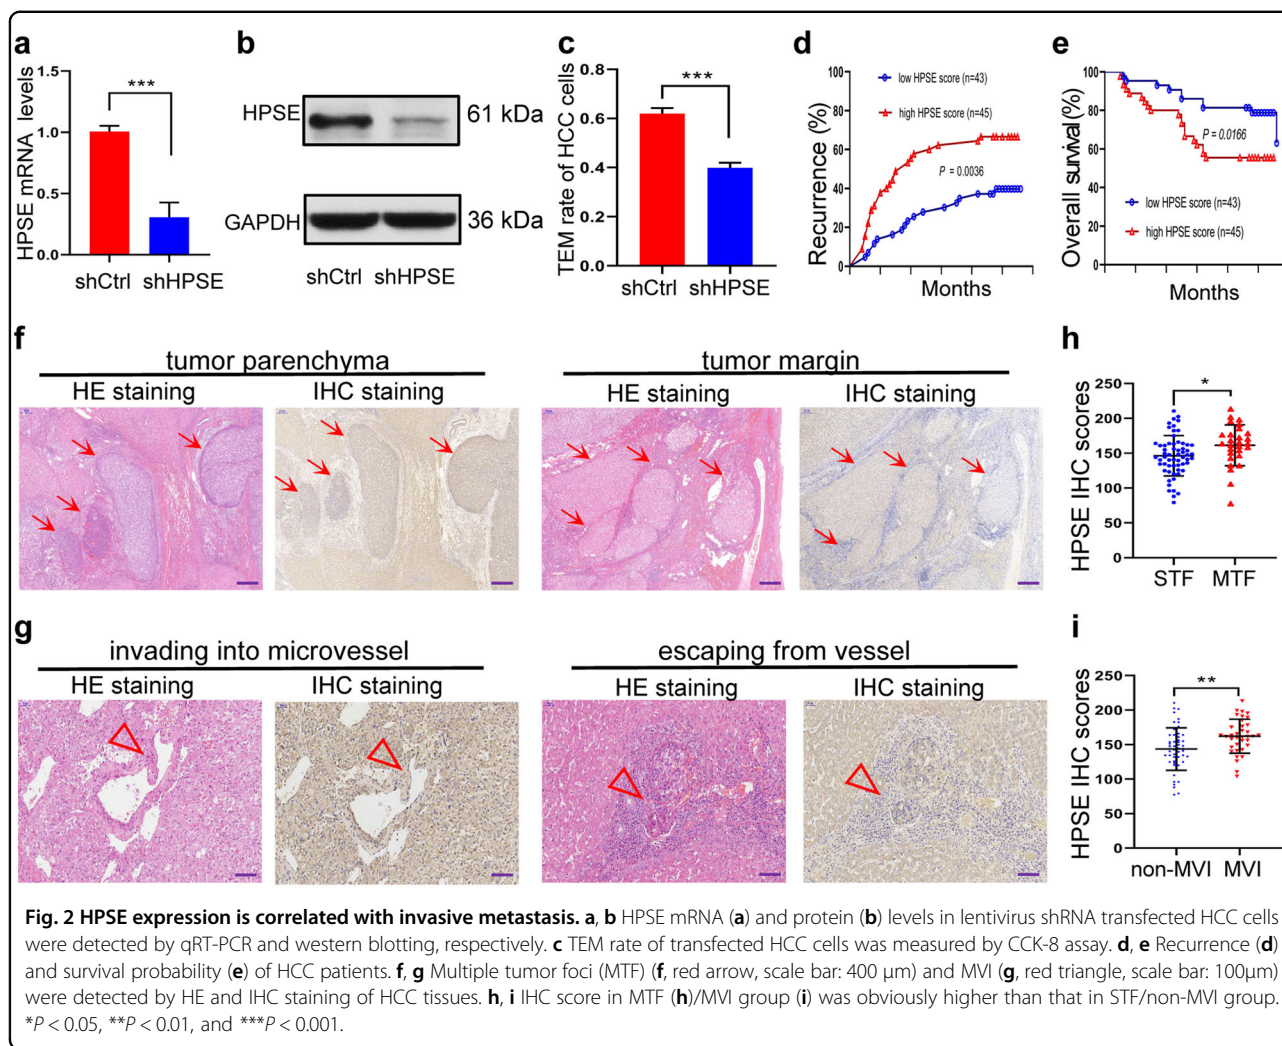 a
HPSE mRNA levels
1.5
1.0
0.5
0.0
***
shCtrl shHPSE
b
HPSE
61 kDa
GAPDH
36 kDa
shCtrl shHPSE
c
TEM rate of HCC cells
0.8
0.6
0.4
0.2
0.0
***
shCtrl shHPSE
d
Recurrence (%)
100
80
60
40
20
0
low HPSE score (n=43)
high HPSE score (n=45)
P = 0.0036
Months
e
Overall survival(%)
100
80
60
40
20
0
P = 0.0166
low HPSE score (n=43)
high HPSE score (n=45)
Months
f
tumor parenchyma
HE staining
IHC staining
tumor margin
HE staining
IHC staining
h
HPSE IHC scores
250
200
150
100
50
0
*
STF MTF
g
invading into microvessel
HE staining
IHC staining
escaping from vessel
HE staining
IHC staining
i
HPSE IHC scores
250
200
150
100
50
0
**
non-MVI MVI
Fig. 2 HPSE expression is correlated with invasive metastasis. a, b HPSE mRNA (a) and protein (b) levels in lentivirus shRNA transfected HCC cells
were detected by qRT-PCR and western blotting, respectively. c TEM rate of transfected HCC cells was measured by CCK-8 assay. d, e Recurrence (d)
and survival probability (e) of HCC patients. f, g Multiple tumor foci (MTF) (f, red arrow, scale bar: 400 μm) and MVI (g, red triangle, scale bar: 100μm)
were detected by HE and IHC staining of HCC tissues. h, i IHC score in MTF (h)/MVI group (i) was obviously higher than that in STF/non-MVI group.
*P < 0.05, **P < 0.01, and ***P < 0.001.